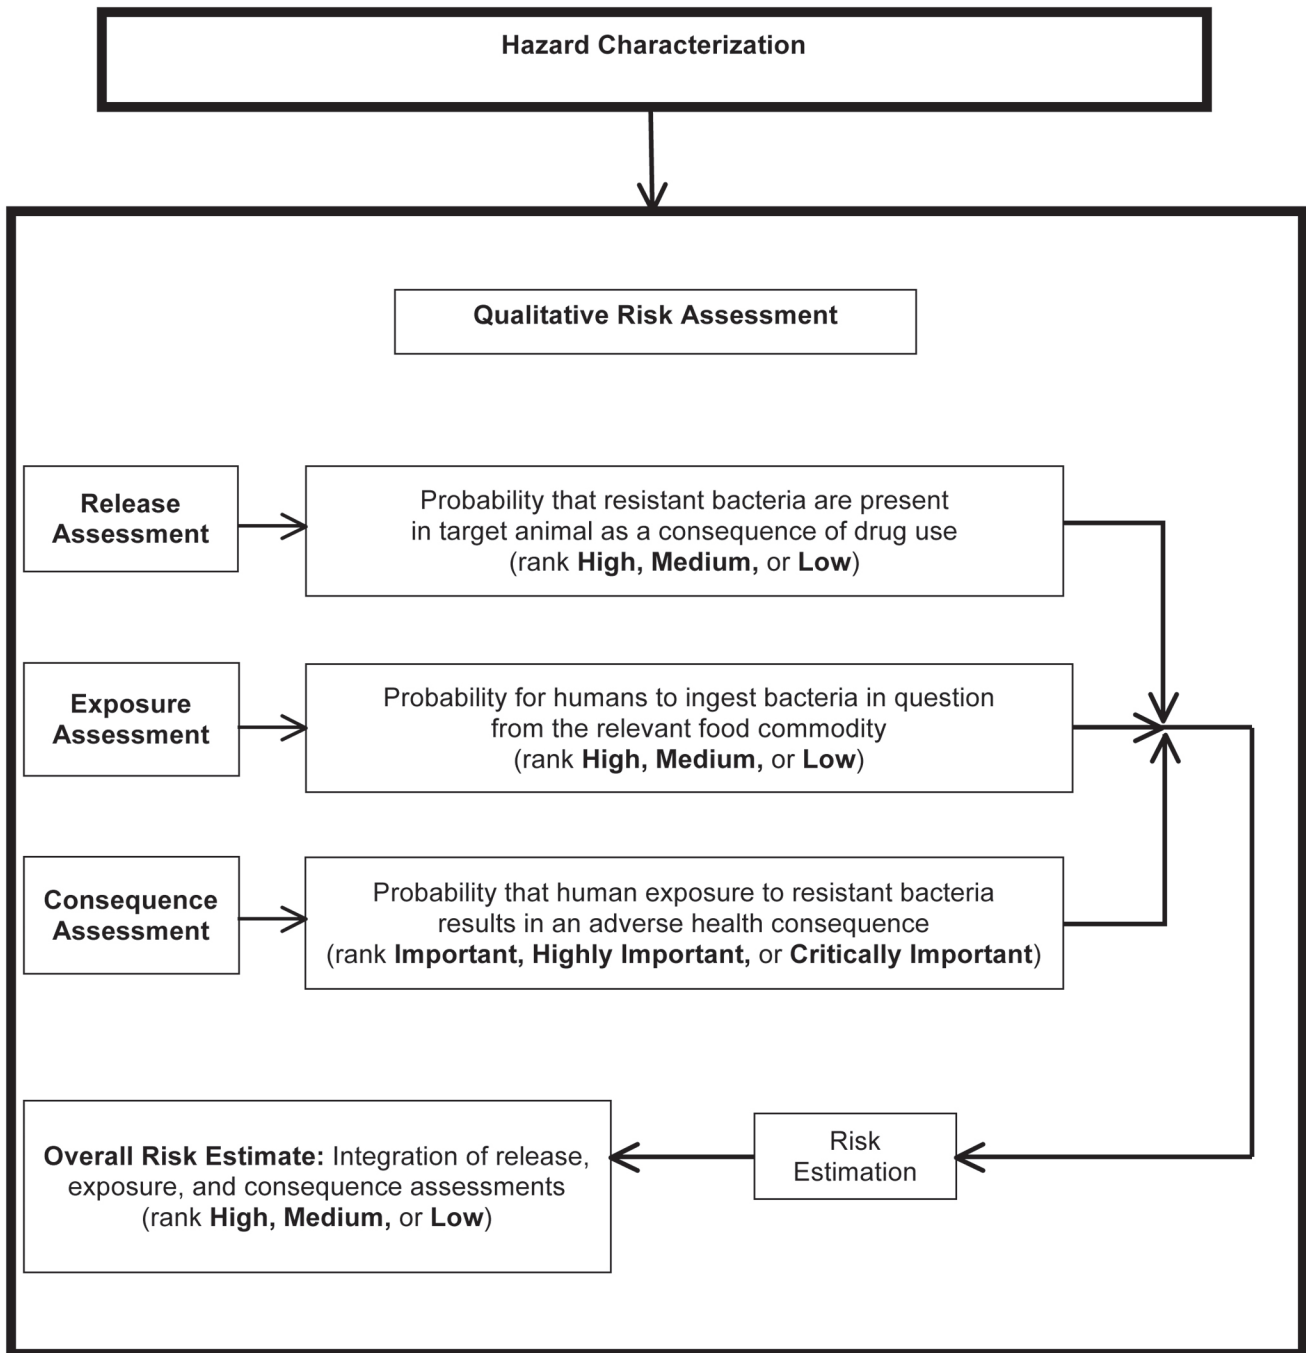 Hazard Characterization
Qualitative Risk Assessment
Release
Assessment
Probability that resistant bacteria are present
in target animal as a consequence of drug use
(rank High, Medium, or Low)
Exposure
Assessment
Probability for humans to ingest bacteria in question
from the relevant food commodity
(rank High, Medium, or Low)
Consequence
Assessment
Probability that human exposure to resistant bacteria
results in an adverse health consequence
(rank Important, Highly Important, or Critically Important)
Overall Risk Estimate: Integration of release,
exposure, and consequence assessments
(rank High, Medium, or Low)
Risk
Estimation